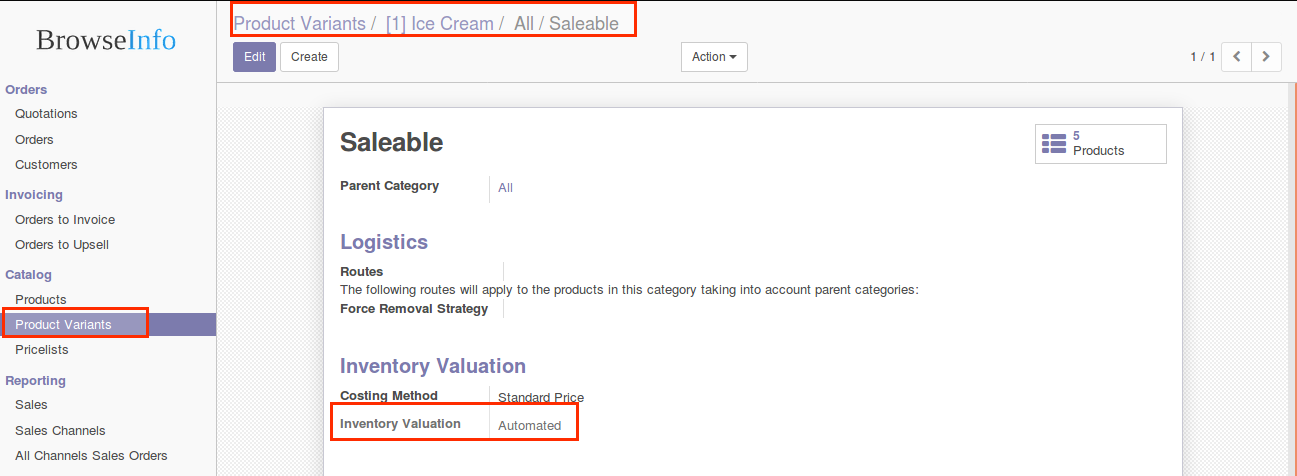 BrowseInfo
Orders
Quotations
Orders
Customers
Invoicing
Orders to Invoice
Orders to Upsell
Catalog
Products
Product Variants
Pricelists
Reporting
Sales
Sales Channels
All Channels Sales Orders
Product Variants / [1] Ice Cream / All / Saleable
Edit Create Action 1 / 1
Saleable
5
Products
Parent Category All
Logistics
Routes
The following routes will apply to the products in this category taking into account parent categories:
Force Removal Strategy
Inventory Valuation
Costing Method Standard Price
Inventory Valuation Automated